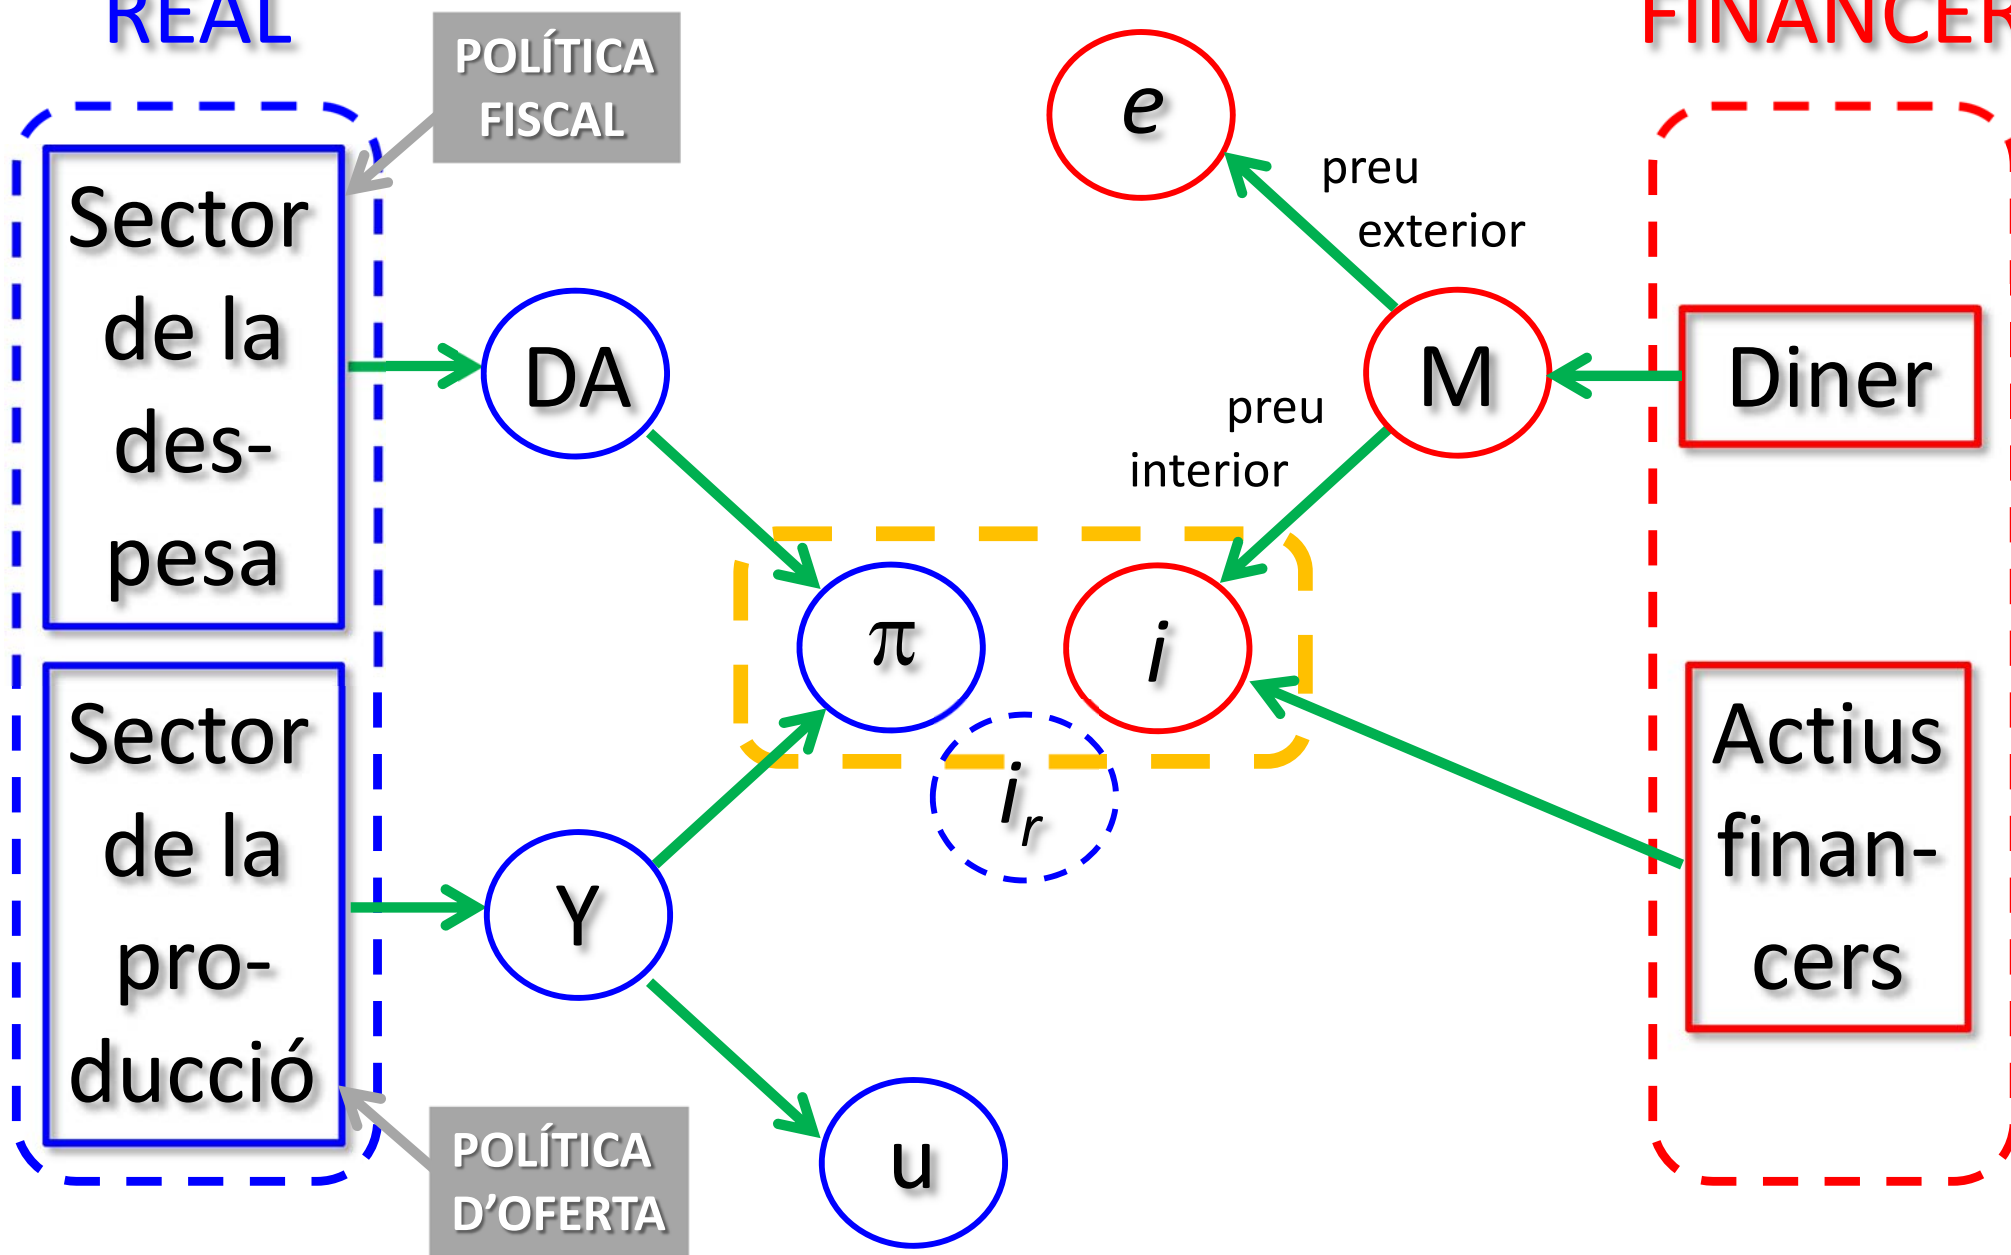 REAL
FINANCER
POLÍTICA
FISCAL
e
preu
exterior
Sector
de la
des-
pesa
DA
M
Diner
preu
interior
π
i
i_r
Sector
de la
pro-
ducció
Y
Actius
finan-
cers
u
POLÍTICA
D’OFERTA